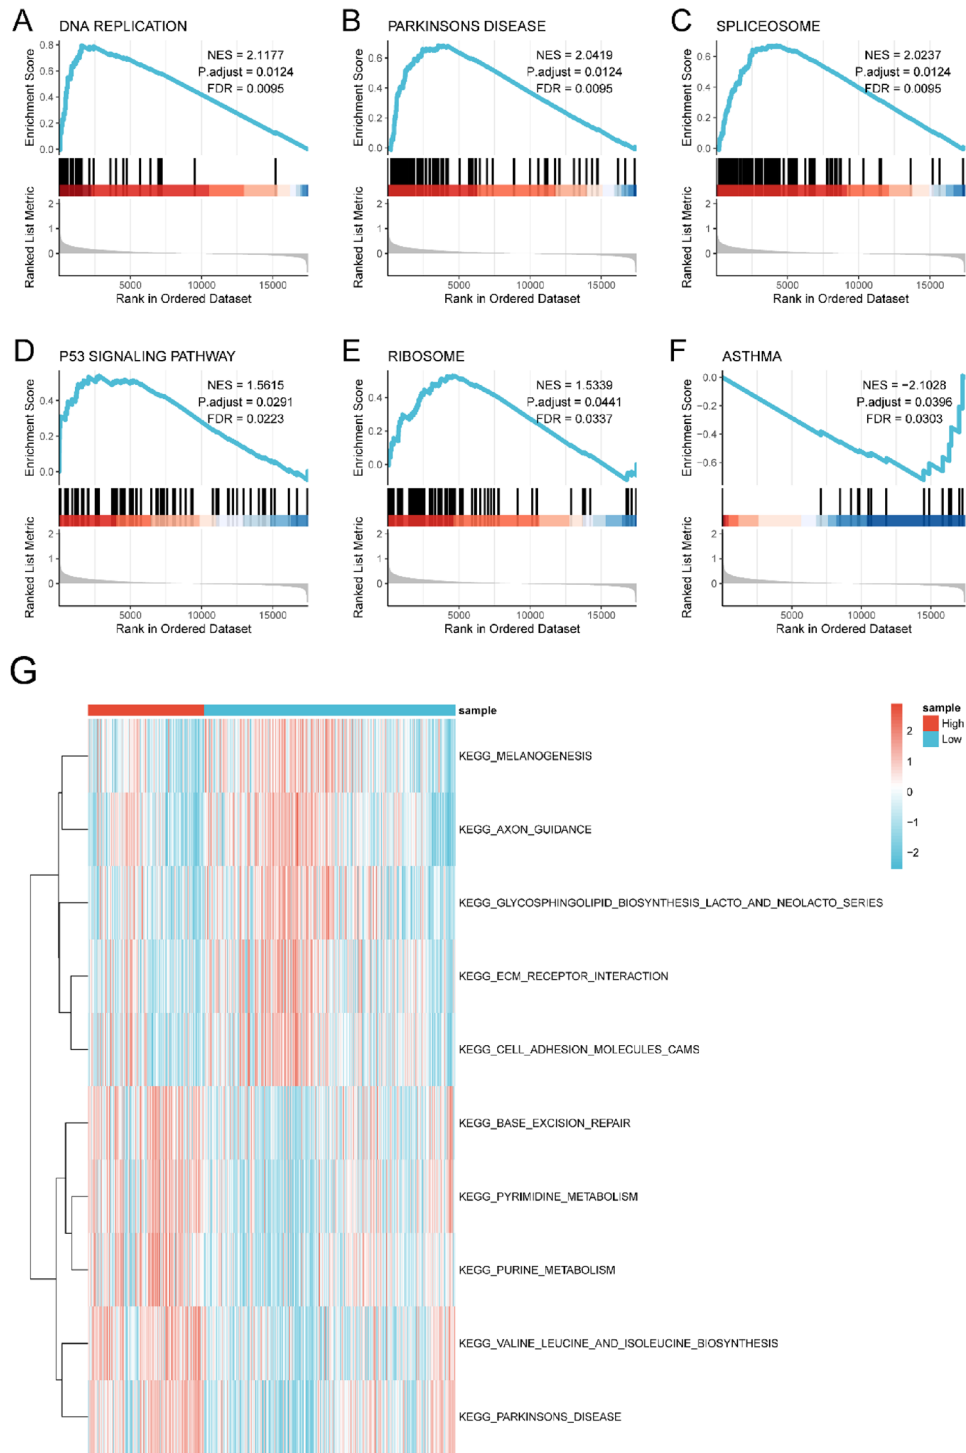 A
DNA REPLICATION
Enrichment Score
0.8
0.6
0.4
0.2
0.0
NES = 2.1177
P.adjust = 0.0124
FDR = 0.0095
Ranked List Metric
2
1
0
5000 10000 15000
Rank in Ordered Dataset
B
PARKINSONS DISEASE
Enrichment Score
0.6
0.4
0.2
0.0
NES = 2.0419
P.adjust = 0.0124
FDR = 0.0095
Ranked List Metric
2
1
0
5000 10000 15000
Rank in Ordered Dataset
C
SPLICEOSOME
Enrichment Score
0.6
0.4
0.2
0.0
NES = 2.0237
P.adjust = 0.0124
FDR = 0.0095
Ranked List Metric
2
1
0
5000 10000 15000
Rank in Ordered Dataset
D
P53 SIGNALING PATHWAY
Enrichment Score
0.4
0.2
0.0
NES = 1.5615
P.adjust = 0.0291
FDR = 0.0223
Ranked List Metric
2
1
0
5000 10000 15000
Rank in Ordered Dataset
E
RIBOSOME
Enrichment Score
0.4
0.2
0.0
NES = 1.5339
P.adjust = 0.0441
FDR = 0.0337
Ranked List Metric
2
1
0
5000 10000 15000
Rank in Ordered Dataset
F
ASTHMA
Enrichment Score
0.0
−0.2
−0.4
−0.6
NES = −2.1028
P.adjust = 0.0396
FDR = 0.0303
Ranked List Metric
2
1
0
5000 10000 15000
Rank in Ordered Dataset
G
sample
KEGG_MELANOGENESIS
KEGG_AXON_GUIDANCE
KEGG_GLYCOSPHINGOLIPID_BIOSYNTHESIS_LACTO_AND_NEOLACTO_SERIES
KEGG_ECM_RECEPTOR_INTERACTION
KEGG_CELL_ADHESION_MOLECULES_CAMS
KEGG_BASE_EXCISION_REPAIR
KEGG_PYRIMIDINE_METABOLISM
KEGG_PURINE_METABOLISM
KEGG_VALINE_LEUCINE_AND_ISOLEUCINE_BIOSYNTHESIS
KEGG_PARKINSONS_DISEASE
2
1
0
−1
−2
sample
High
Low